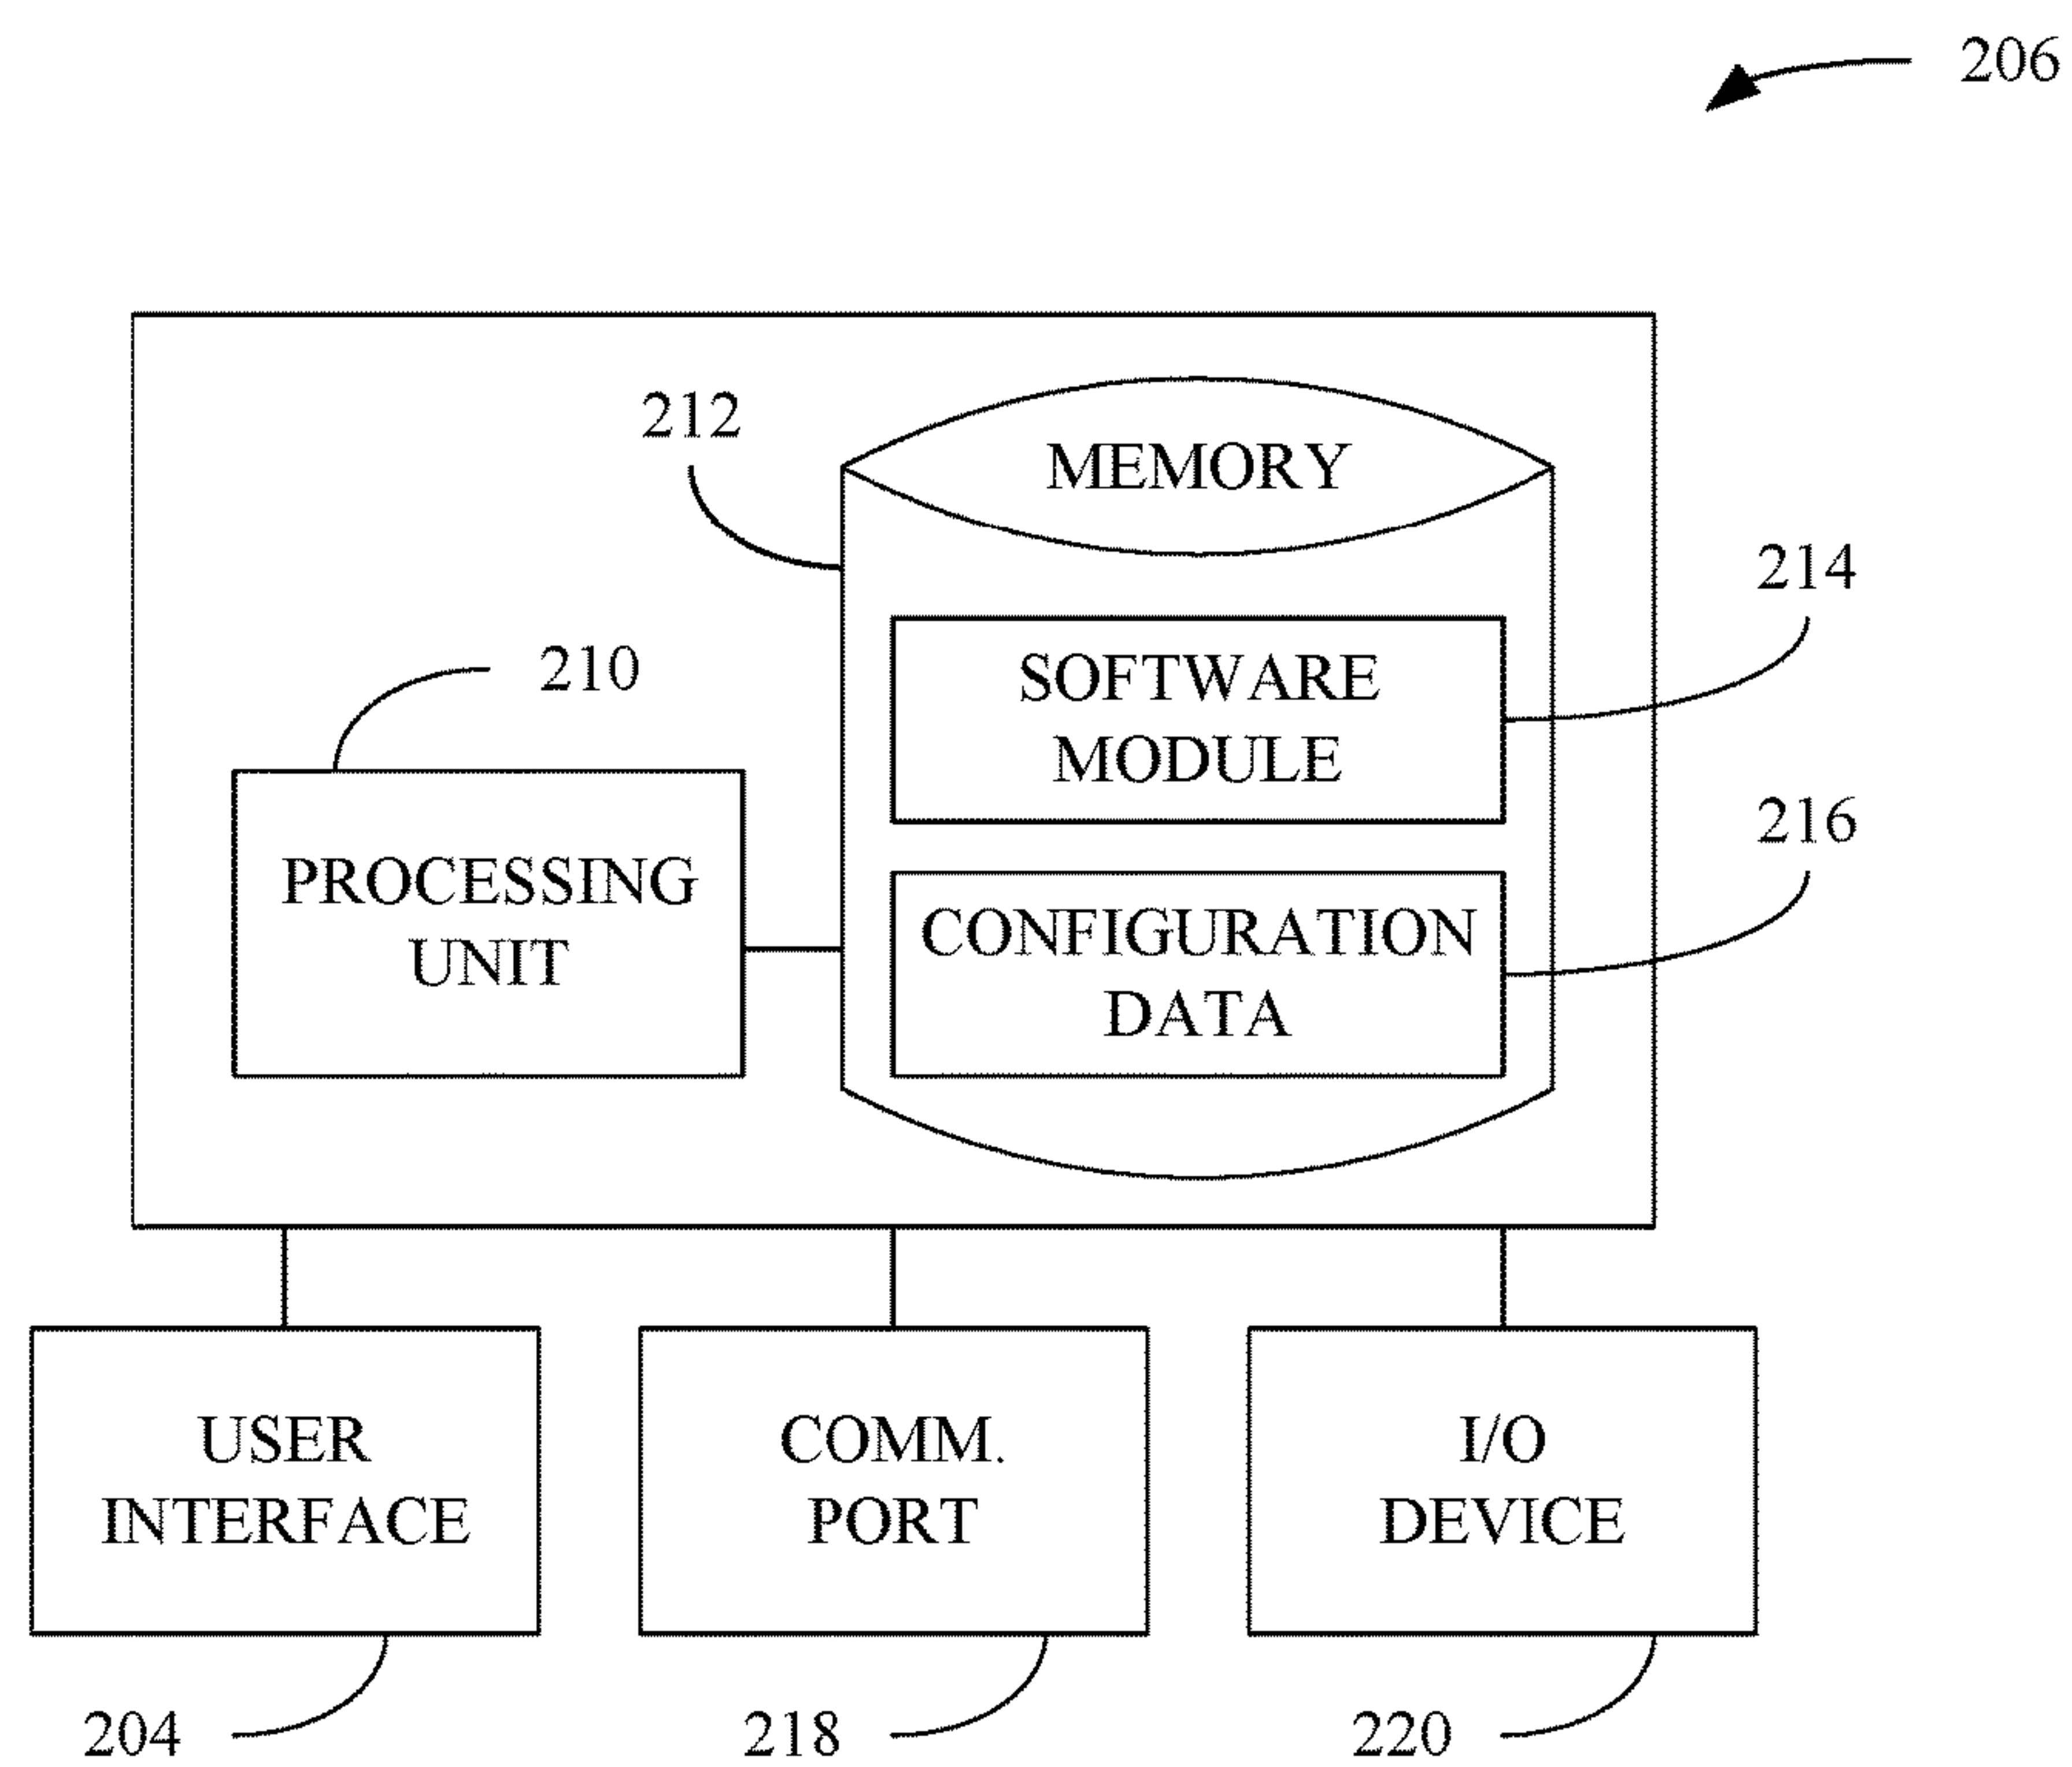 206
212
MEMORY
214
SOFTWARE
MODULE
210
216
PROCESSING
UNIT
CONFIGURATION
DATA
USER
INTERFACE
COMM.
PORT
I/O
DEVICE
204
218
220